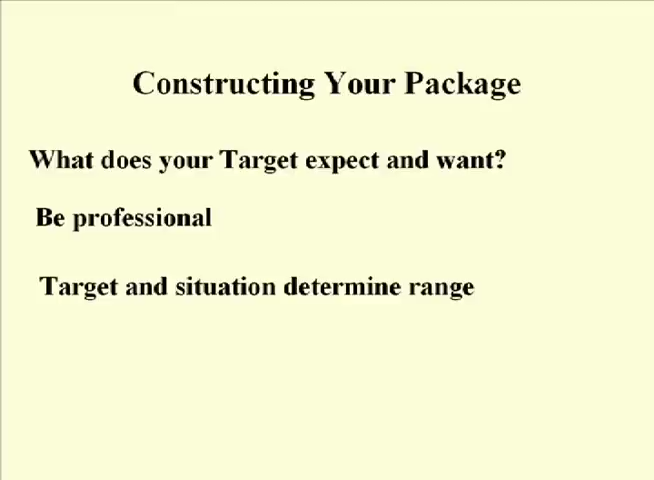 Constructing Your Package
What does your Target expect and want?
Be professional
Target and situation determine range